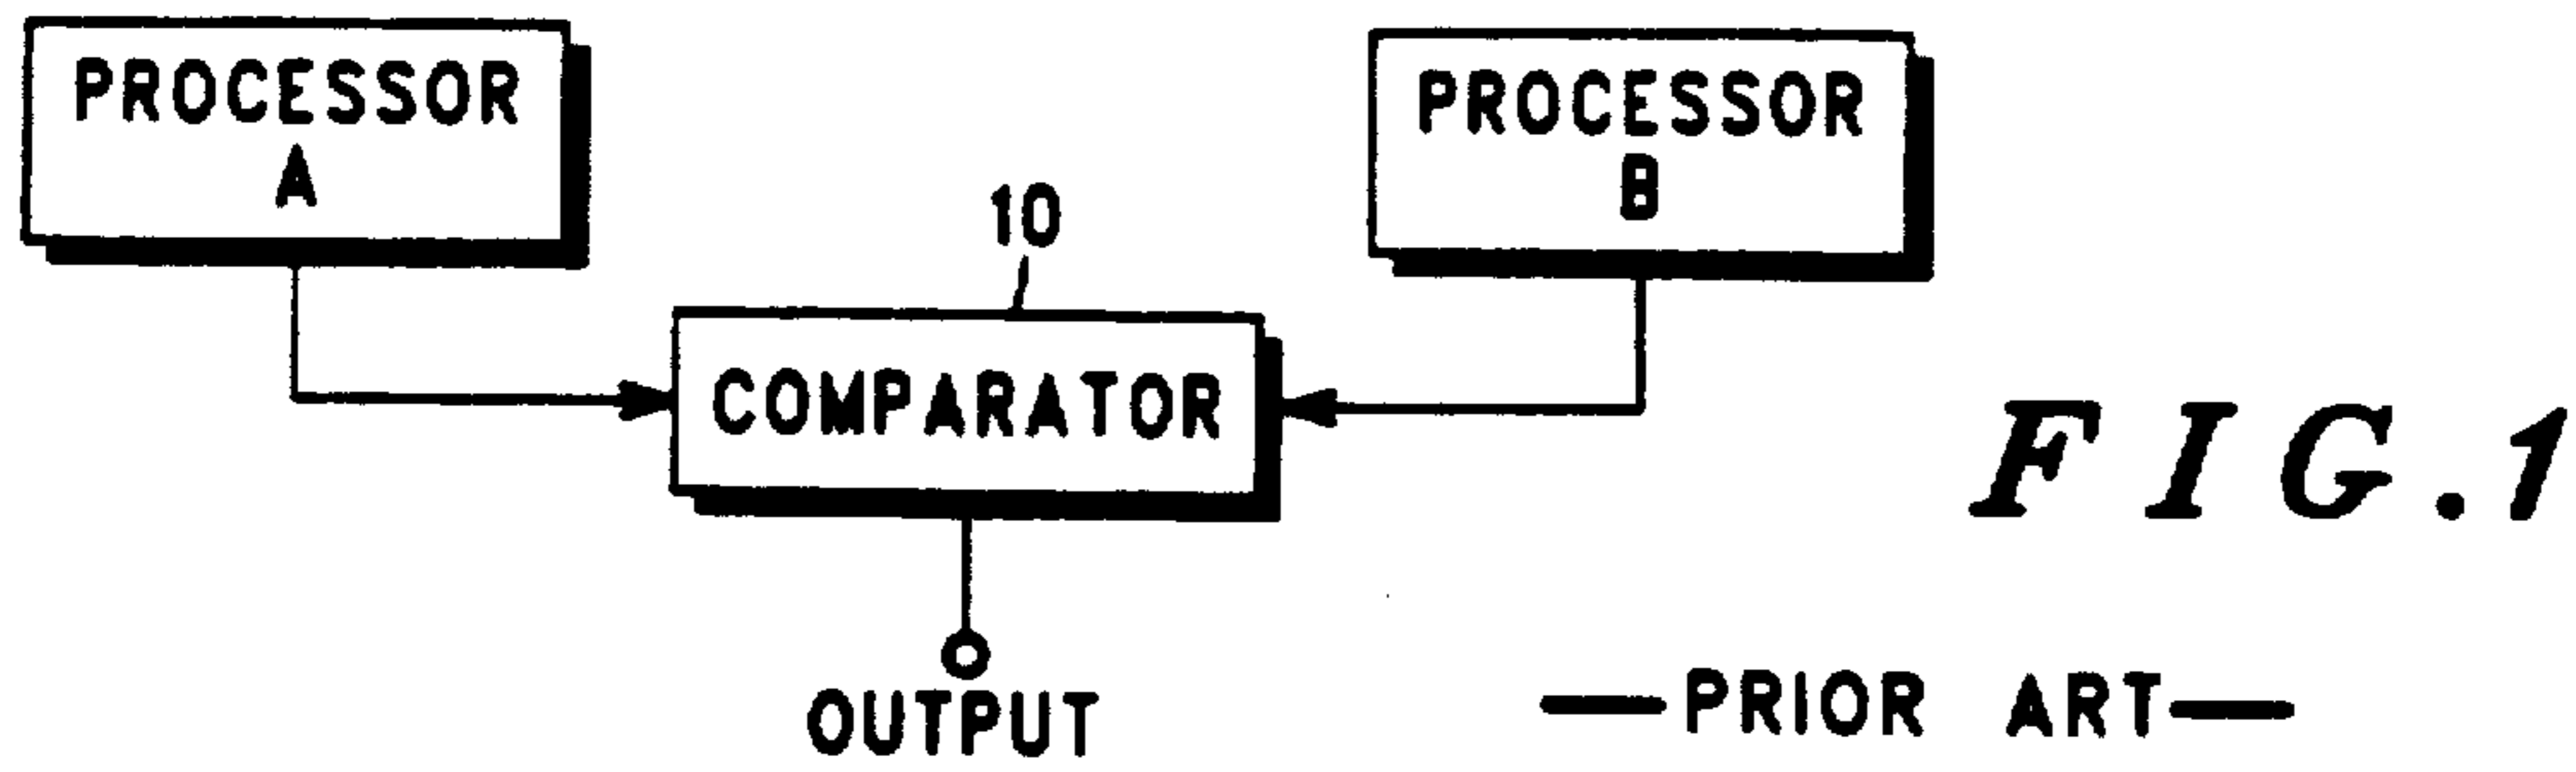 PROCESSOR
A
PROCESSOR
B
10
COMPARATOR
OUTPUT
FIG.1
—PRIOR ART—